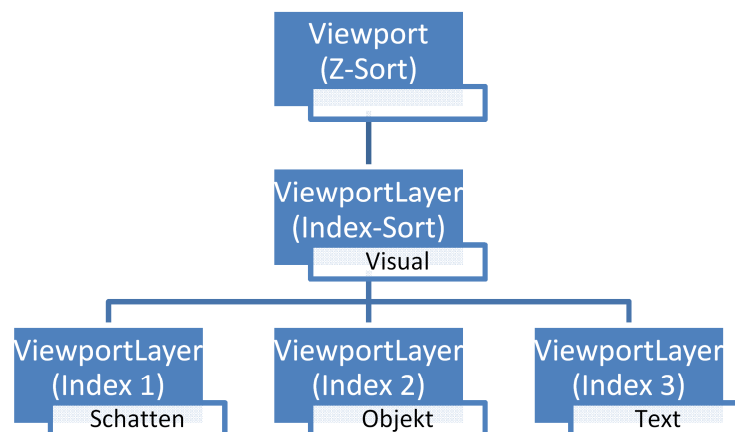 Viewport
(Z-Sort)
ViewportLayer
(Index-Sort)
Visual
ViewportLayer
(Index 1)
Schatten
ViewportLayer
(Index 2)
Objekt
ViewportLayer
(Index 3)
Text